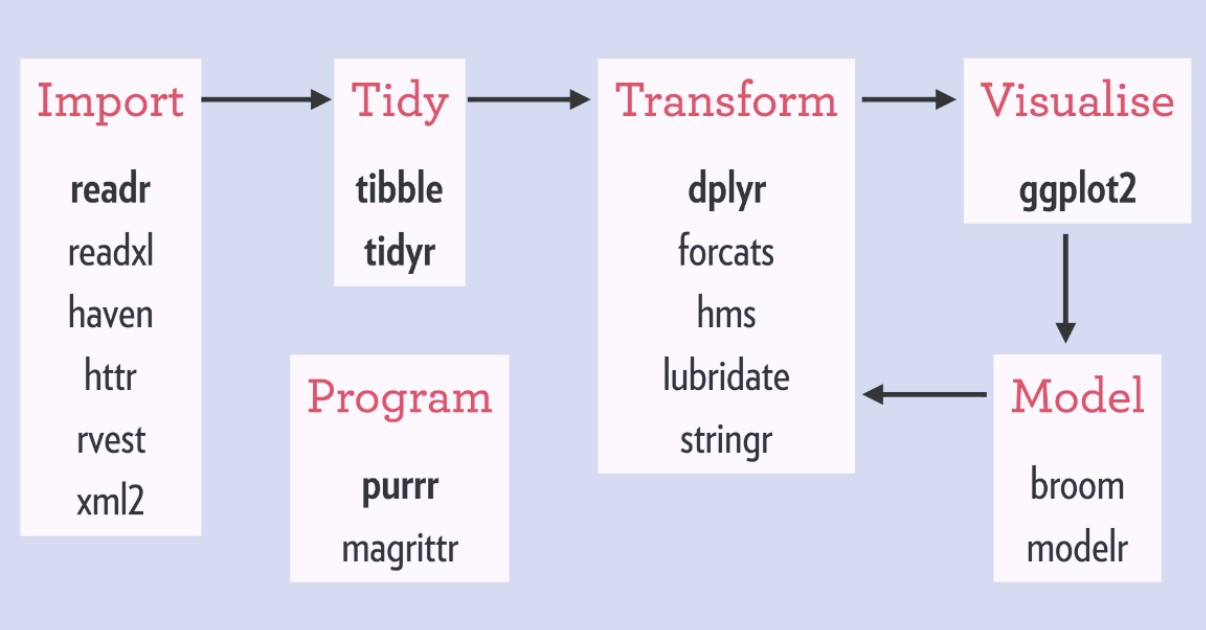 Import
readr
readxl
haven
httr
rvest
xml2
Tidy
tibble
tidyr
Program
purrr
magrittr
Transform
dplyr
forcats
hms
lubridate
stringr
Visualise
ggplot2
Model
broom
modelr